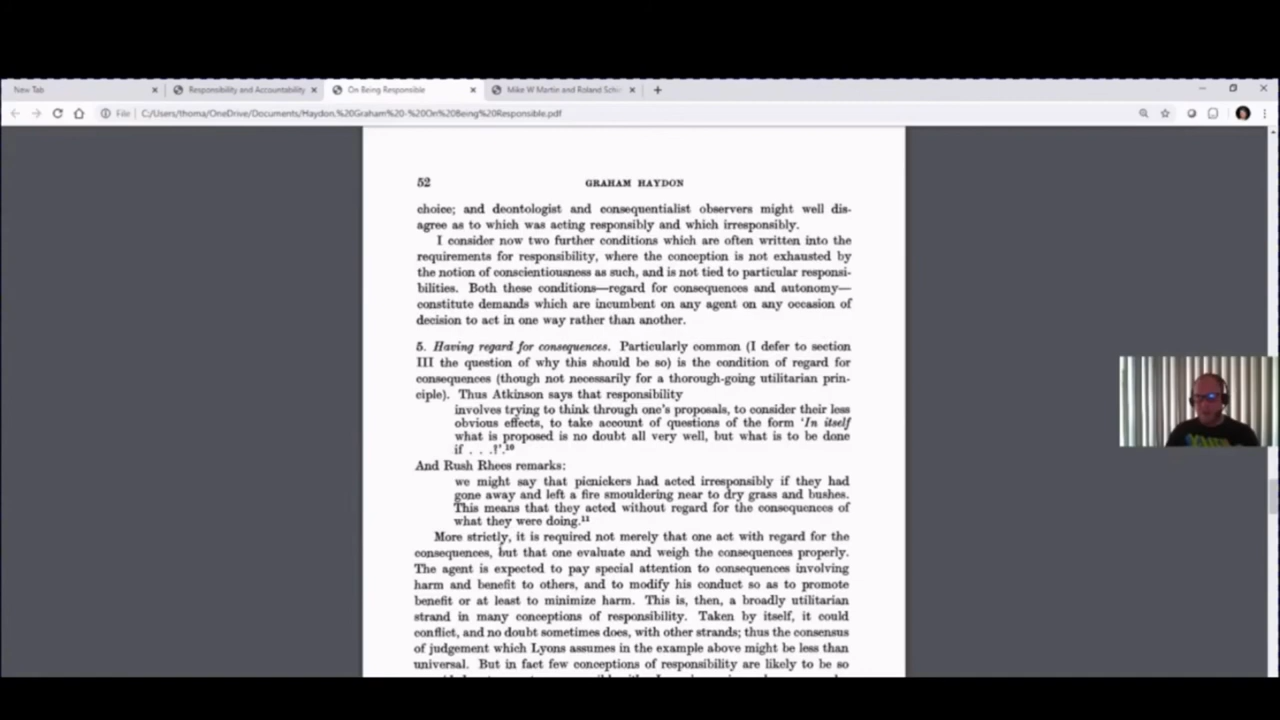 New Tab
Responsibility and Accountability
On Being Responsible
Mike W Martin and Roland Schi
File
C:/Users/thoma/OneDrive/Documents/Haydon,%20Graham%20-%20On%20Being%20Responsible.pdf
52 GRAHAM HAYDON
choice; and deontologist and consequentialist observers might well dis-
agree as to which was acting responsibly and which irresponsibly.
I consider now two further conditions which are often written into the
requirements for responsibility, where the conception is not exhausted by
the notion of conscientiousness as such, and is not tied to particular responsi-
bilities. Both these conditions—regard for consequences and autonomy—
constitute demands which are incumbent on any agent on any occasion of
decision to act in one way rather than another.
5. Having regard for consequences. Particularly common (I defer to section
III the question of why this should be so) is the condition of regard for
consequences (though not necessarily for a thorough-going utilitarian prin-
ciple). Thus Atkinson says that responsibility
involves trying to think through one's proposals, to consider their less
obvious effects, to take account of questions of the form 'In itself
what is proposed is no doubt all very well, but what is to be done
if . . .?'.10
And Rush Rhees remarks:
we might say that picnickers had acted irresponsibly if they had
gone away and left a fire smouldering near to dry grass and bushes.
This means that they acted without regard for the consequences of
what they were doing.11
More strictly, it is required not merely that one act with regard for the
consequences, but that one evaluate and weigh the consequences properly.
The agent is expected to pay special attention to consequences involving
harm and benefit to others, and to modify his conduct so as to promote
benefit or at least to minimize harm. This is, then, a broadly utilitarian
strand in many conceptions of responsibility. Taken by itself, it could
conflict, and no doubt sometimes does, with other strands; thus the consensus
of judgement which Lyons assumes in the example above might be less than
universal. But in fact few conceptions of responsibility are likely to be so